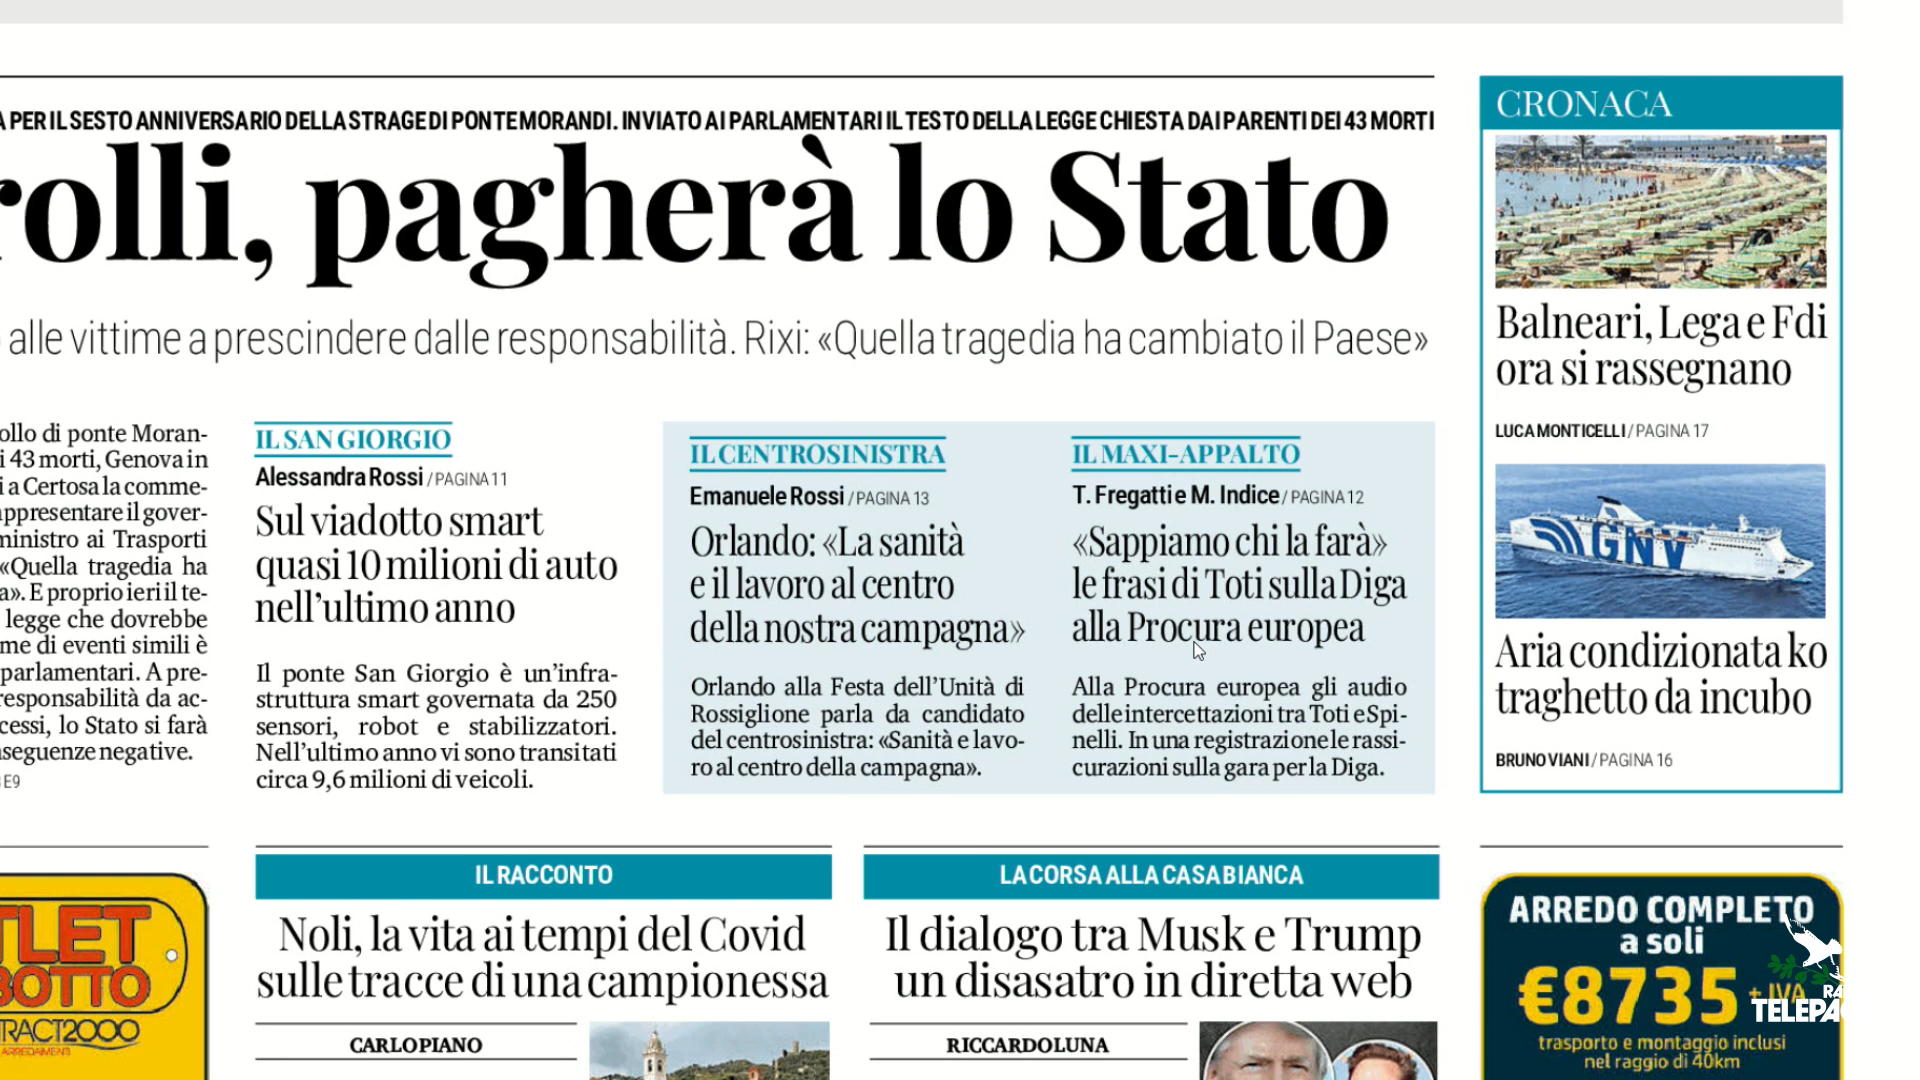 A PER IL SESTO ANNIVERSARIO DELLA STRAGE DI PONTE MORANDI. INVIATO AI PARLAMENTARI IL TESTO DELLA LEGGE CHIESTA DAI PARENTI DEI 43 MORTI
rolli, pagherà lo Stato
alle vittime a prescindere dalle responsabilità. Rixi: «Quella tragedia ha cambiato il Paese»
ollo di ponte Moran-
i 43 morti, Genova in
i a Certosa la comme-
appresentare il gover-
ministro ai Trasporti
«Quella tragedia ha
a». E proprio ieri il te-
legge che dovrebbe
me di eventi simili è
parlamentari. A pre-
responsabilità da ac-
cessi, lo Stato si farà
nseguenze negative.
E 9
IL SAN GIORGIO
Alessandra Rossi / PAGINA 11
Sul viadotto smart
quasi 10 milioni di auto
nell'ultimo anno
Il ponte San Giorgio è un'infra-
struttura smart governata da 250
sensori, robot e stabilizzatori.
Nell'ultimo anno vi sono transitati
circa 9,6 milioni di veicoli.
IL CENTROSINISTRA
Emanuele Rossi / PAGINA 13
Orlando: «La sanità
e il lavoro al centro
della nostra campagna»
Orlando alla Festa dell'Unità di
Rossiglione parla da candidato
del centrosinistra: «Sanità e lavo-
ro al centro della campagna».
IL MAXI-APPALTO
T. Fregatti e M. Indice / PAGINA 12
«Sappiamo chi la farà»
le frasi di Toti sulla Diga
alla Procura europea
Alla Procura europea gli audio
delle intercettazioni tra Toti e Spi-
nelli. In una registrazione le rassi-
curazioni sulla gara per la Diga.
CRONACA
Balneari, Lega e Fdi
ora si rassegnano
LUCA MONTICELLI / PAGINA 17
GNV
Aria condizionata ko
traghetto da incubo
BRUNO VIANI / PAGINA 16
TLET
BOTTO
TRACT2000
ARREDAMENTI
IL RACCONTO
Noli, la vita ai tempi del Covid
sulle tracce di una campionessa
CARLO PIANO
LA CORSA ALLA CASA BIANCA
Il dialogo tra Musk e Trump
un disasatro in diretta web
RICCARDO LUNA
ARREDO COMPLETO
a soli
€8735 + IVA
trasporto e montaggio inclusi
nel raggio di 40km
RA
TELEPA